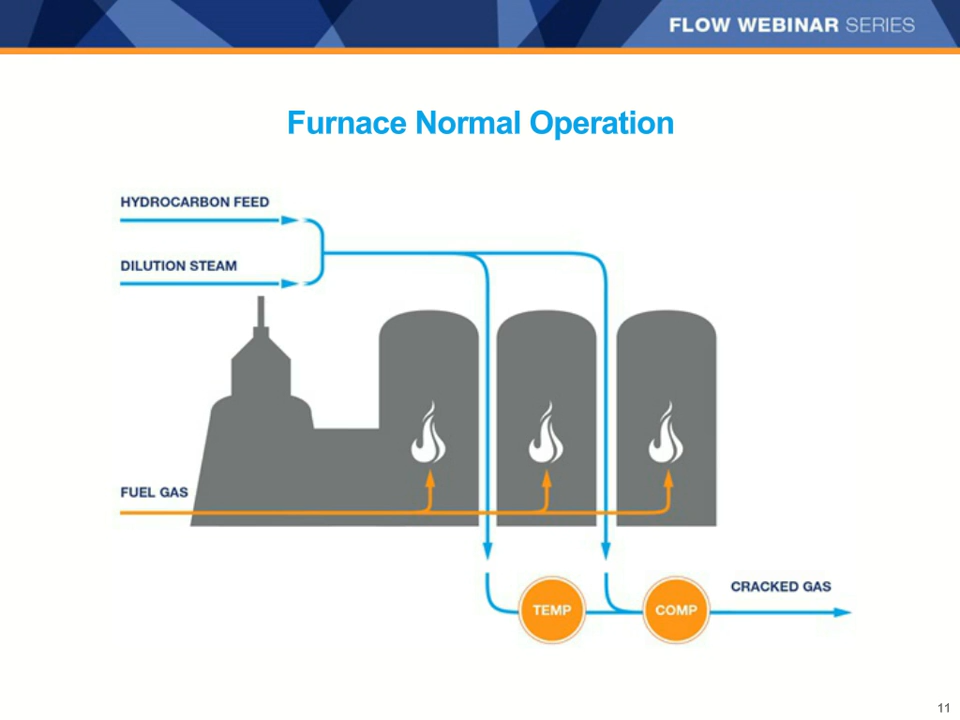 FLOW WEBINAR SERIES
Furnace Normal Operation
HYDROCARBON FEED
DILUTION STEAM
FUEL GAS
CRACKED GAS
TEMP
COMP
11